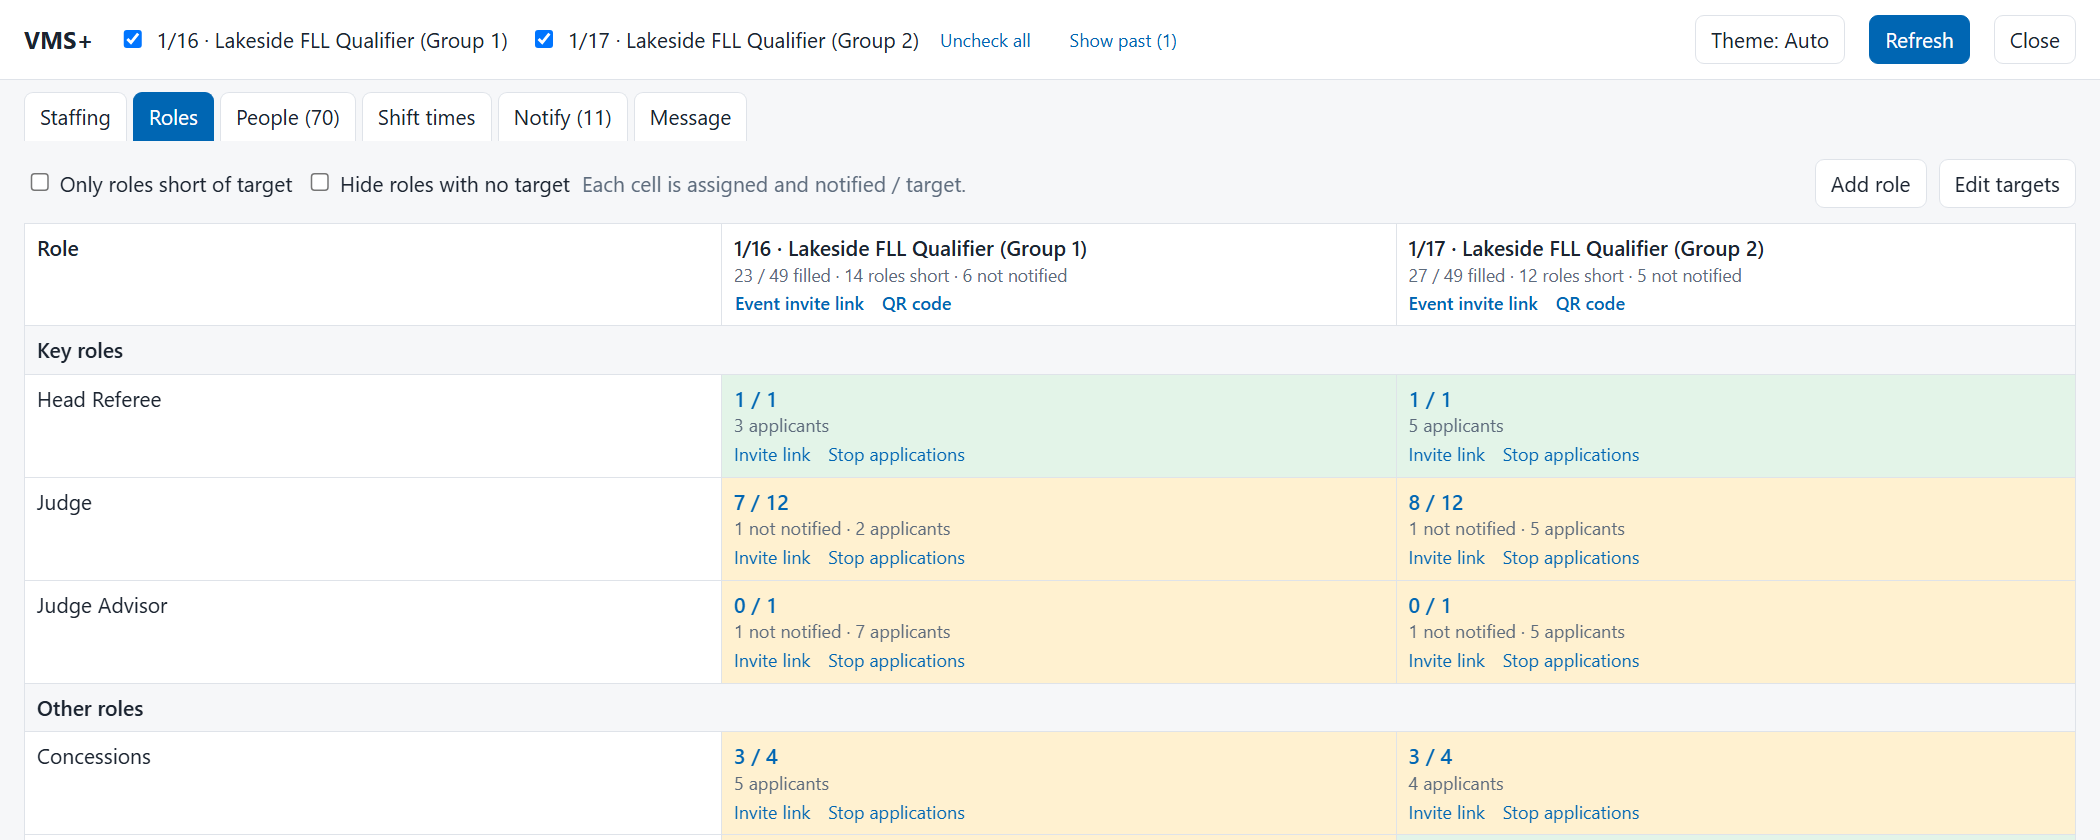 VMS+ 1/16 · Lakeside FLL Qualifier (Group 1) 1/17 · Lakeside FLL Qualifier (Group 2) Uncheck all Show past (1) Theme: Auto Refresh Close
Staffing Roles People (70) Shift times Notify (11) Message
Only roles short of target Hide roles with no target Each cell is assigned and notified / target. Add role Edit targets
Role 1/16 · Lakeside FLL Qualifier (Group 1) 1/17 · Lakeside FLL Qualifier (Group 2)
23 / 49 filled · 14 roles short · 6 not notified 27 / 49 filled · 12 roles short · 5 not notified
Event invite link QR code Event invite link QR code
Key roles
Head Referee 1 / 1 1 / 1
3 applicants 5 applicants
Invite link Stop applications Invite link Stop applications
Judge 7 / 12 8 / 12
1 not notified · 2 applicants 1 not notified · 5 applicants
Invite link Stop applications Invite link Stop applications
Judge Advisor 0 / 1 0 / 1
1 not notified · 7 applicants 1 not notified · 5 applicants
Invite link Stop applications Invite link Stop applications
Other roles
Concessions 3 / 4 3 / 4
5 applicants 4 applicants
Invite link Stop applications Invite link Stop applications